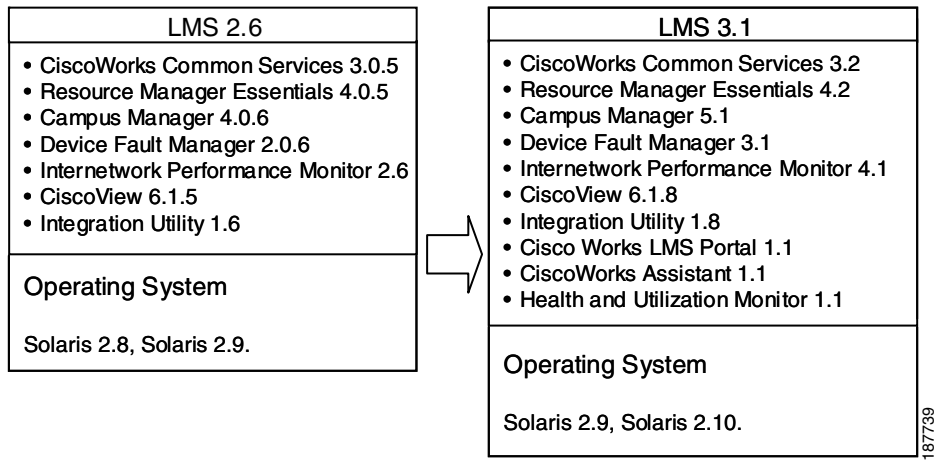 LMS 2.6
• CiscoWorks Common Services 3.0.5
• Resource Manager Essentials 4.0.5
• Campus Manager 4.0.6
• Device Fault Manager 2.0.6
• Internetwork Performance Monitor 2.6
• CiscoView 6.1.5
• Integration Utility 1.6
Operating System
Solaris 2.8, Solaris 2.9.
LMS 3.1
• CiscoWorks Common Services 3.2
• Resource Manager Essentials 4.2
• Campus Manager 5.1
• Device Fault Manager 3.1
• Internetwork Performance Monitor 4.1
• CiscoView 6.1.8
• Integration Utility 1.8
• Cisco Works LMS Portal 1.1
• CiscoWorks Assistant 1.1
• Health and Utilization Monitor 1.1
Operating System
Solaris 2.9, Solaris 2.10.
187739